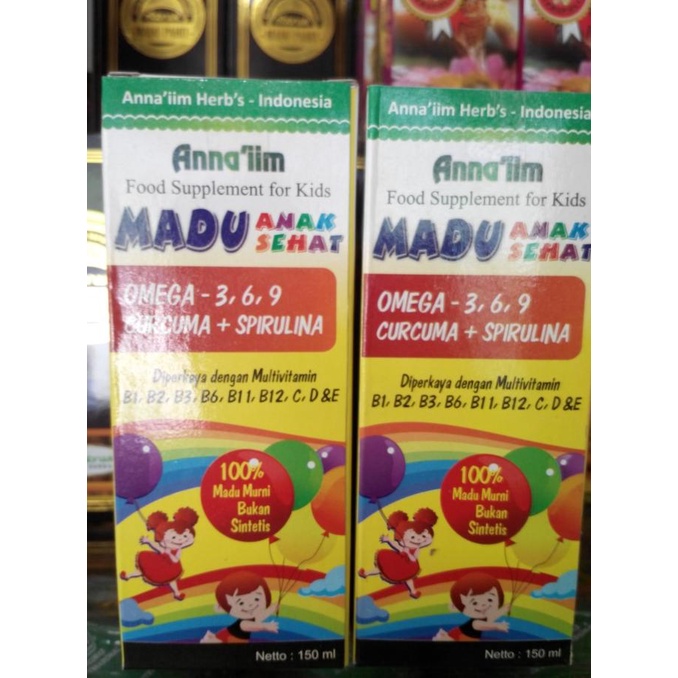 Anna'iim Herb's - Indonesia
Anna'iim
Food Supplement for Kids
MADU ANAK SEHAT
OMEGA - 3, 6, 9
CURCUMA + SPIRULINA
Diperkaya dengan Multivitamin
B1, B2, B3, B6, B11, B12, C, D &E
100%
Madu Murni
Bukan
Sintetis
Netto : 150 ml
Anna'iim Herb's - Indonesia
Anna'iim
Food Supplement for Kids
MADU ANAK SEHAT
OMEGA - 3, 6, 9
CURCUMA + SPIRULINA
Diperkaya dengan Multivitamin
B1, B2, B3, B6, B11, B12, C, D &E
100%
Madu Murni
Bukan
Sintetis
Netto : 150 ml